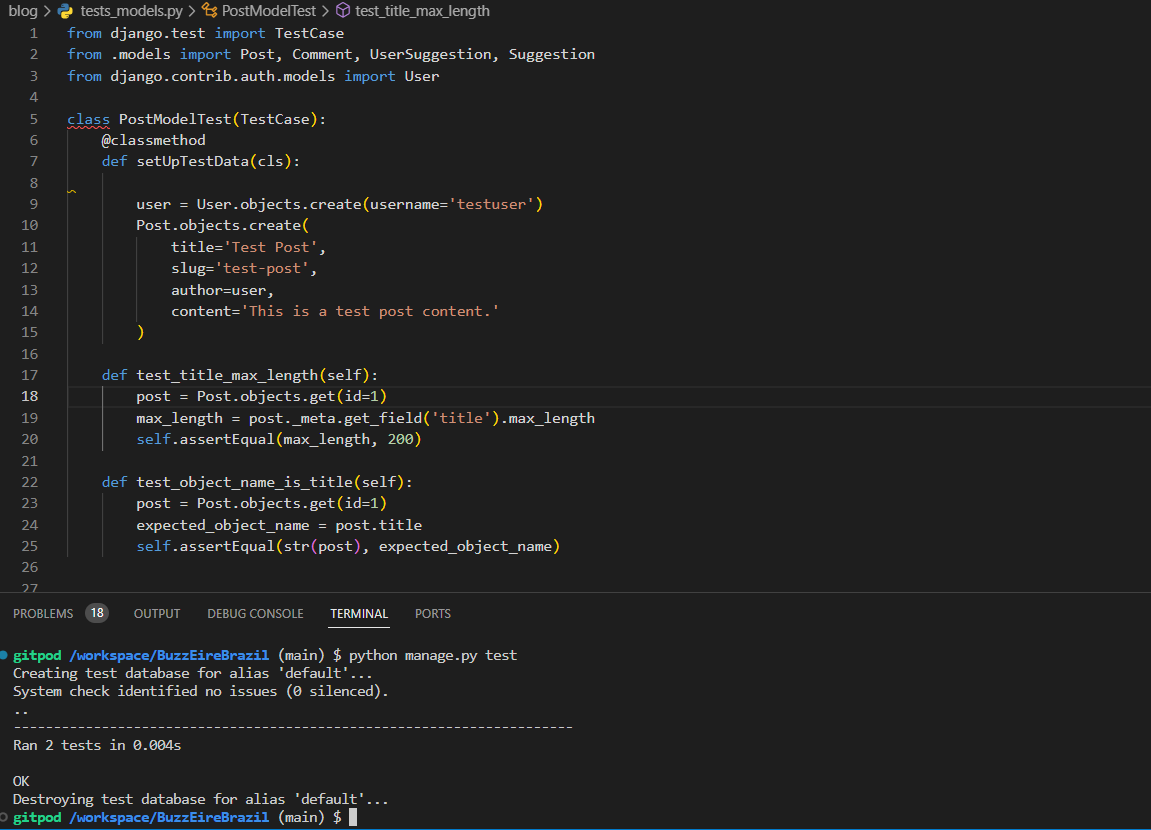 blog > tests_models.py > PostModelTest > test_title_max_length
1 from django.test import TestCase
2 from .models import Post, Comment, UserSuggestion, Suggestion
3 from django.contrib.auth.models import User
4
5 class PostModelTest(TestCase):
6     @classmethod
7     def setUpTestData(cls):
8
9         user = User.objects.create(username='testuser')
10         Post.objects.create(
11             title='Test Post',
12             slug='test-post',
13             author=user,
14             content='This is a test post content.'
15         )
16
17     def test_title_max_length(self):
18         post = Post.objects.get(id=1)
19         max_length = post._meta.get_field('title').max_length
20         self.assertEqual(max_length, 200)
21
22     def test_object_name_is_title(self):
23         post = Post.objects.get(id=1)
24         expected_object_name = post.title
25         self.assertEqual(str(post), expected_object_name)
26
27
PROBLEMS 18 OUTPUT DEBUG CONSOLE TERMINAL PORTS
gitpod /workspace/BuzzEireBrazil (main) $ python manage.py test
Creating test database for alias 'default'...
System check identified no issues (0 silenced).
..
----------------------------------------------------------------------
Ran 2 tests in 0.004s
OK
Destroying test database for alias 'default'...
gitpod /workspace/BuzzEireBrazil (main) $